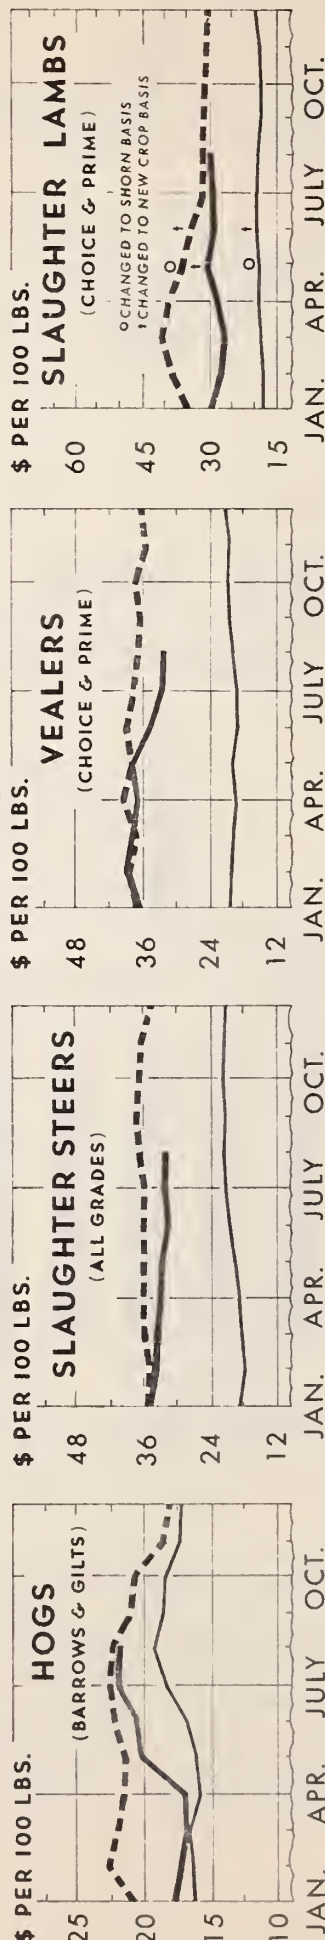 $ PER 100 LBS.
HOGS
(BARROWS & GILTS)
25
20
15
10
JAN. APR. JULY OCT.
$ PER 100 LBS.
SLAUGHTER STEERS
(ALL GRADES)
48
36
24
12
JAN. APR. JULY OCT.
$ PER 100 LBS.
VEALERS
(CHOICE & PRIME)
48
36
24
12
JAN. APR. JULY OCT.
$ PER 100 LBS.
SLAUGHTER LAMBS
(CHOICE & PRIME)
O CHANGED TO SHORN BASIS
† CHANGED TO NEW CROP BASIS
60
45
30
15
JAN. APR. JULY OCT.